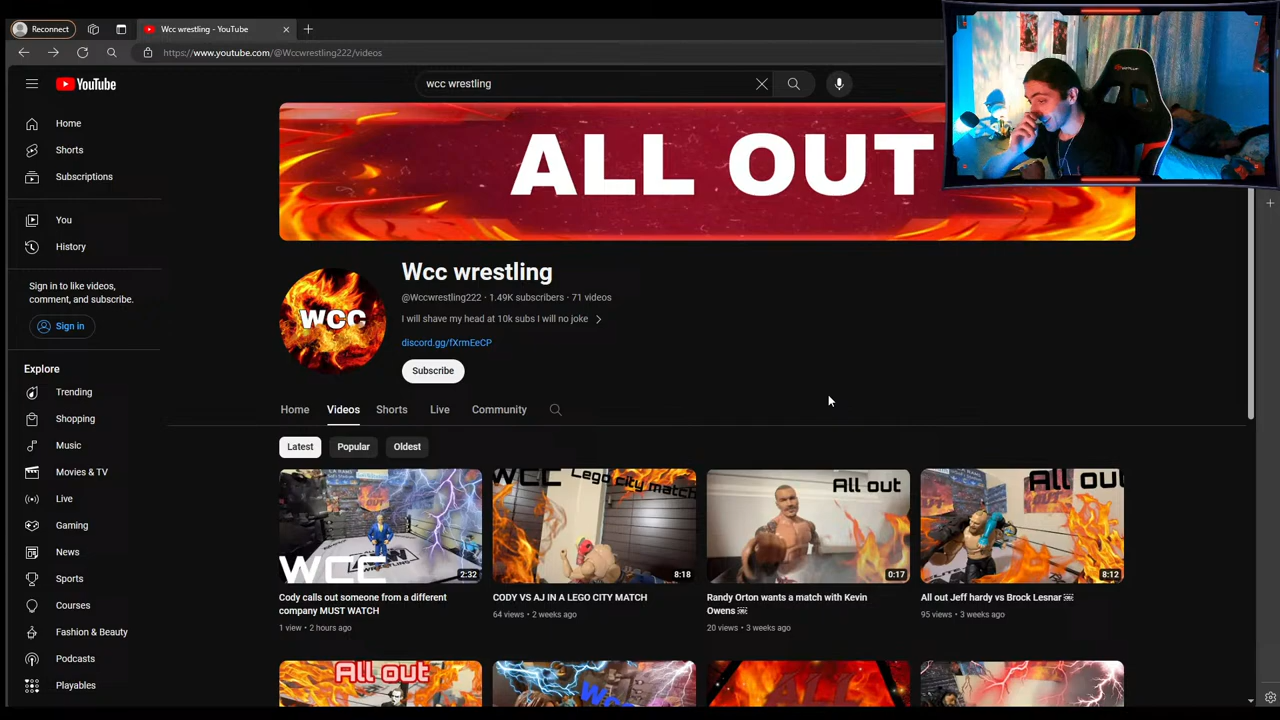 Reconnect
Wcc wrestling - YouTube
https://www.youtube.com/@Wccwrestling222/videos
YouTube
wcc wrestling
Home
Shorts
Subscriptions
You
History
Sign in to like videos,
comment, and subscribe.
Sign in
Explore
Trending
Shopping
Music
Movies & TV
Live
Gaming
News
Sports
Courses
Fashion & Beauty
Podcasts
Playables
ALL OUT
WCC
Wcc wrestling
@Wccwrestling222 · 1.49K subscribers · 71 videos
I will shave my head at 10k subs I will no joke
discord.gg/fXrmEeCP
Subscribe
Home Videos Shorts Live Community
Latest Popular Oldest
WCC
2:32
Cody calls out someone from a different
company MUST WATCH
1 view • 2 hours ago
WCC Lego city match
8:18
CODY VS AJ IN A LEGO CITY MATCH
64 views • 2 weeks ago
All out
0:17
Randy Orton wants a match with Kevin
Owens
20 views • 3 weeks ago
All out
8:12
All out Jeff hardy vs Brock Lesnar
95 views • 3 weeks ago
All out